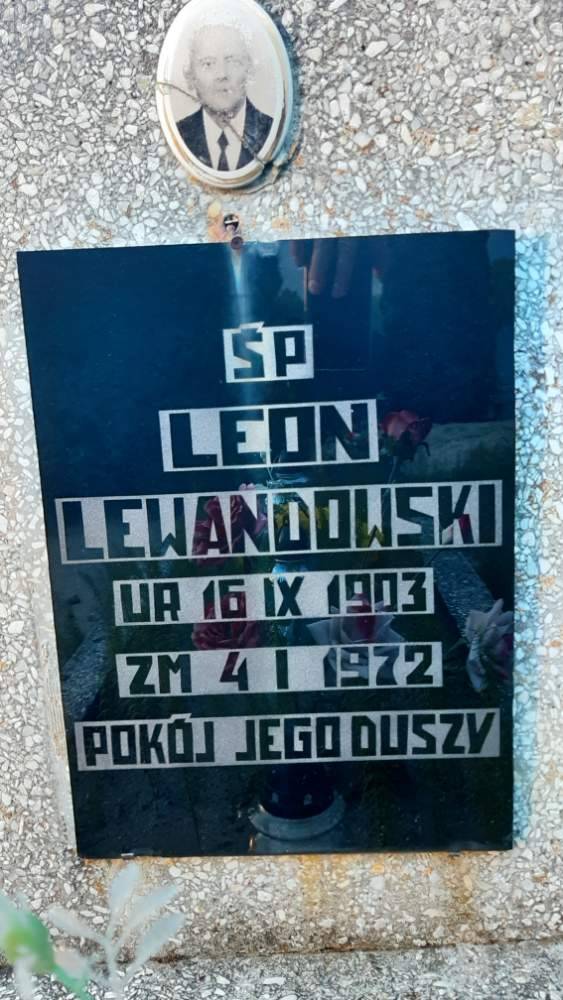 ŚP
LEON
LEWANDOWSKI
UR 16 IX 1903
ZM 4 I 1972
POKÓJ JEGO DUSZY